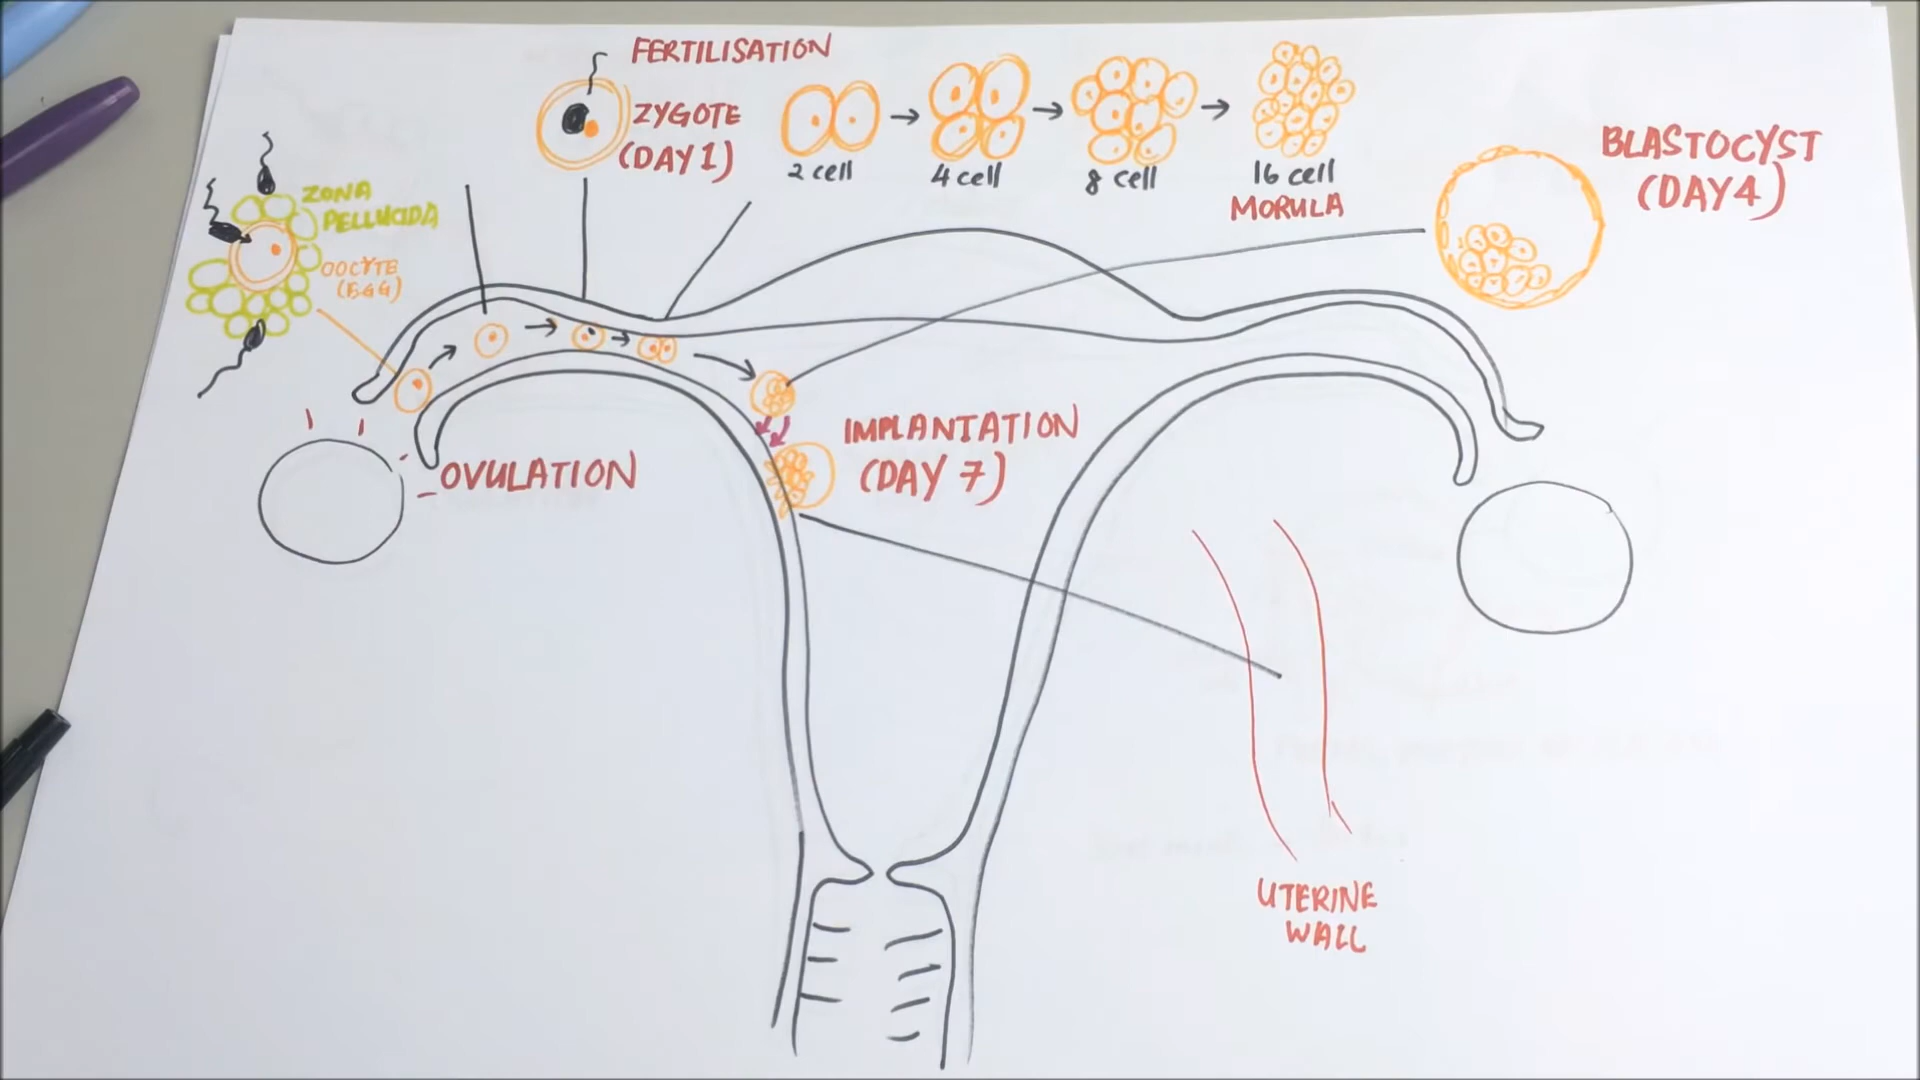 FERTILISATION
ZYGOTE
(DAY 1)
2 cell
4 cell
8 cell
16 cell
MORULA
BLASTOCYST
(DAY 4)
ZONA
PELLUCIDA
OOCYTE
(EGG)
OVULATION
IMPLANTATION
(DAY 7)
UTERINE
WALL